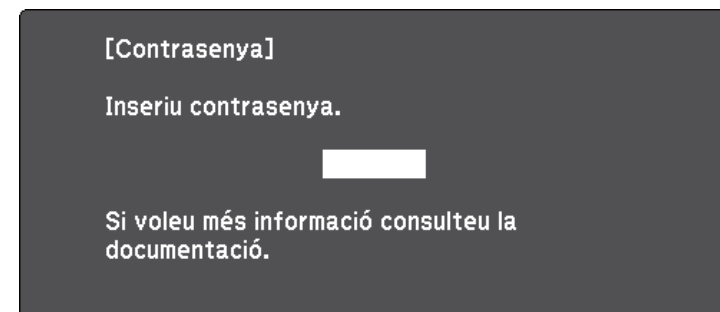 [Contrasenya]
Inseriu contrasenya.
Si voleu més informació consulteu la
documentació.